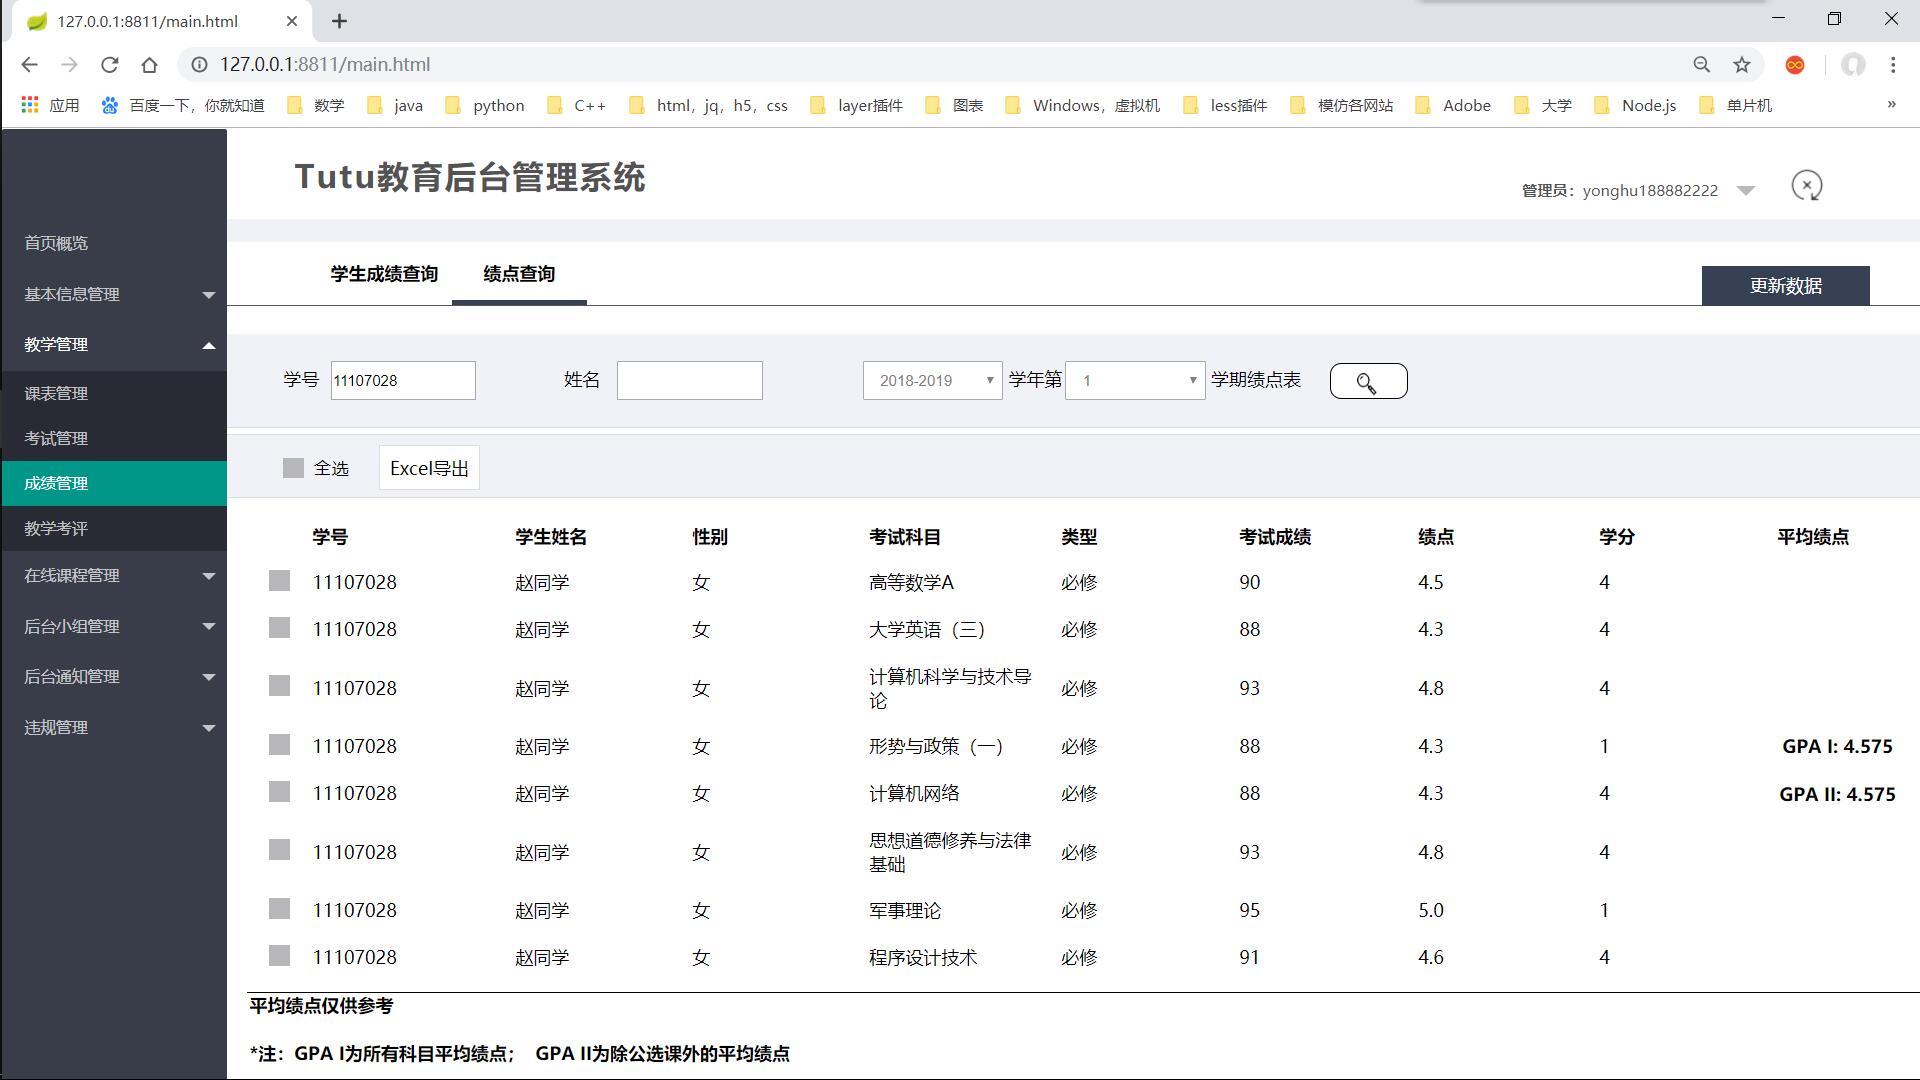 127.0.0.1:8811/main.html
127.0.0.1:8811/main.html
应用 百度一下，你就知道 数学 java python C++ html，jq，h5，css layer插件 图表 Windows，虚拟机 less插件 模仿各网站 Adobe 大学 Node.js 单片机 »
Tutu教育后台管理系统
管理员：yonghu188882222
首页概览
基本信息管理
教学管理
课表管理
考试管理
成绩管理
教学考评
在线课程管理
后台小组管理
后台通知管理
违规管理
学生成绩查询 绩点查询 更新数据
学号 11107028 姓名 2018-2019 学年第 1 学期绩点表
全选 Excel导出
学号 学生姓名 性别 考试科目 类型 考试成绩 绩点 学分 平均绩点
11107028 赵同学 女 高等数学A 必修 90 4.5 4
11107028 赵同学 女 大学英语（三） 必修 88 4.3 4
11107028 赵同学 女 计算机科学与技术导
论 必修 93 4.8 4
11107028 赵同学 女 形势与政策（一） 必修 88 4.3 1 GPA I: 4.575
11107028 赵同学 女 计算机网络 必修 88 4.3 4 GPA II: 4.575
11107028 赵同学 女 思想道德修养与法律
基础 必修 93 4.8 4
11107028 赵同学 女 军事理论 必修 95 5.0 1
11107028 赵同学 女 程序设计技术 必修 91 4.6 4
平均绩点仅供参考
*注：GPA I为所有科目平均绩点； GPA II为除公选课外的平均绩点